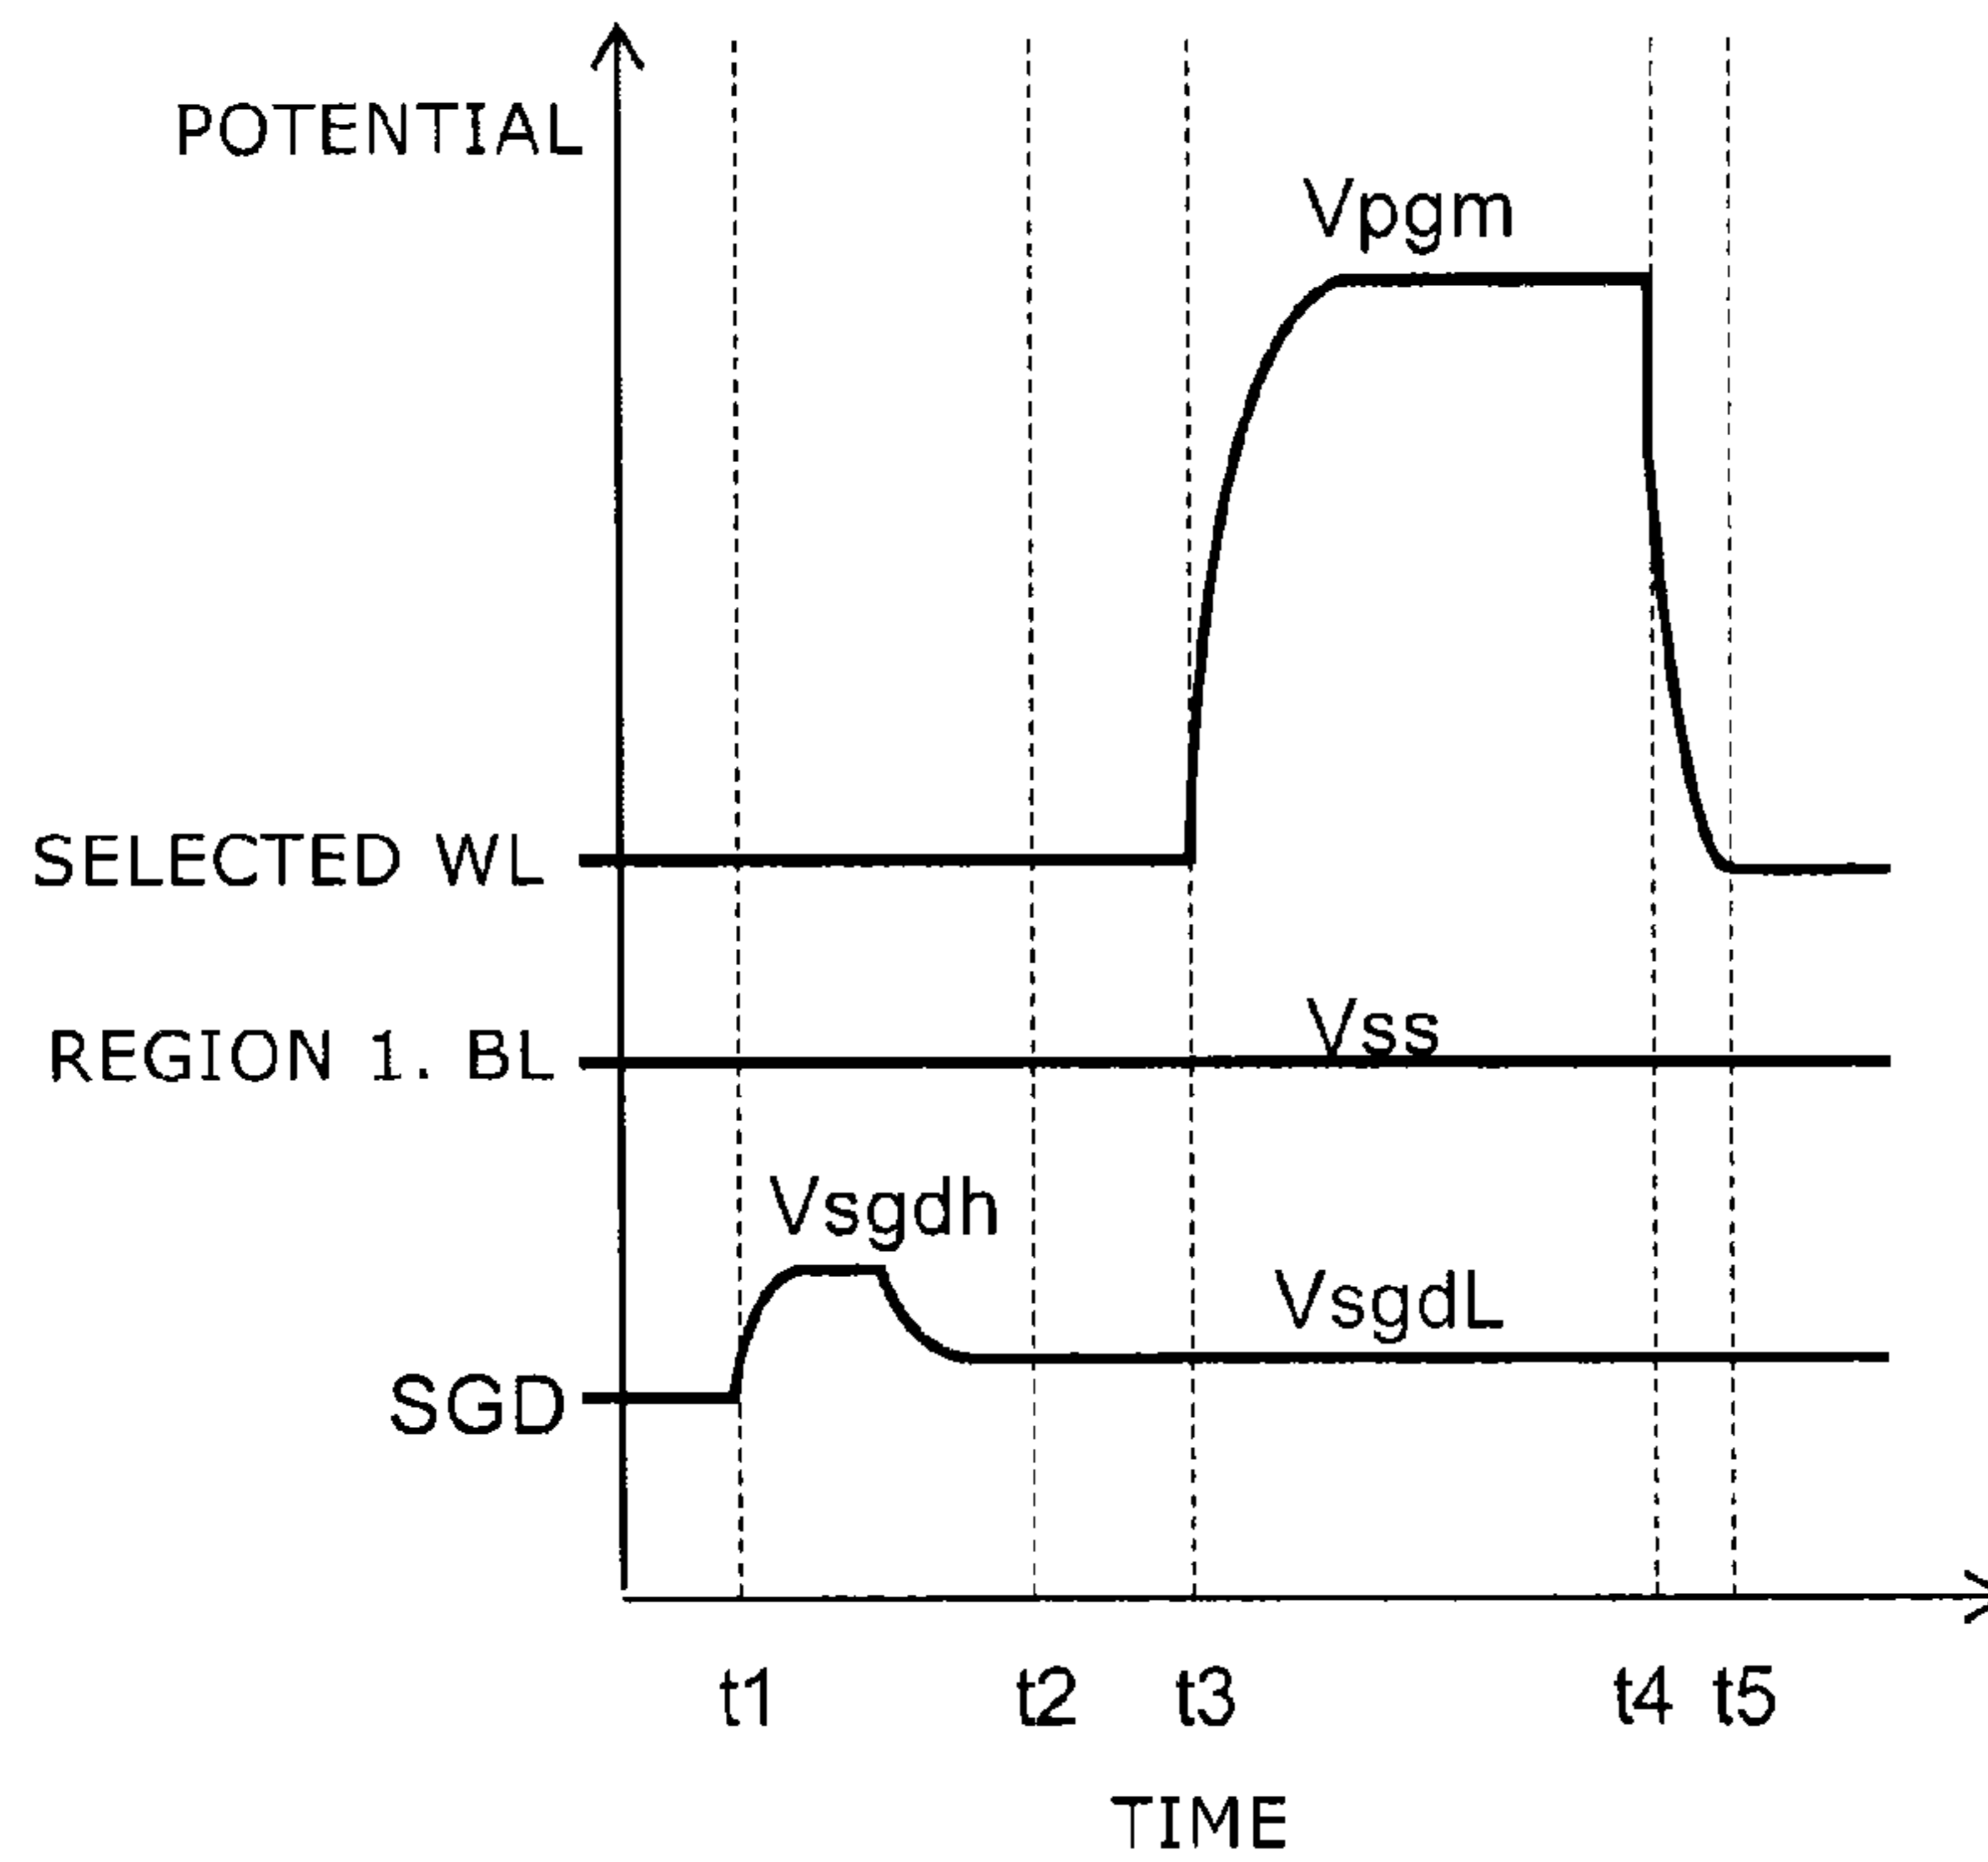 POTENTIAL
Vpgm
SELECTED WL
Vss
REGION 1. BL
Vsgdh
VsgdL
SGD
t1 t2 t3 t4 t5
TIME